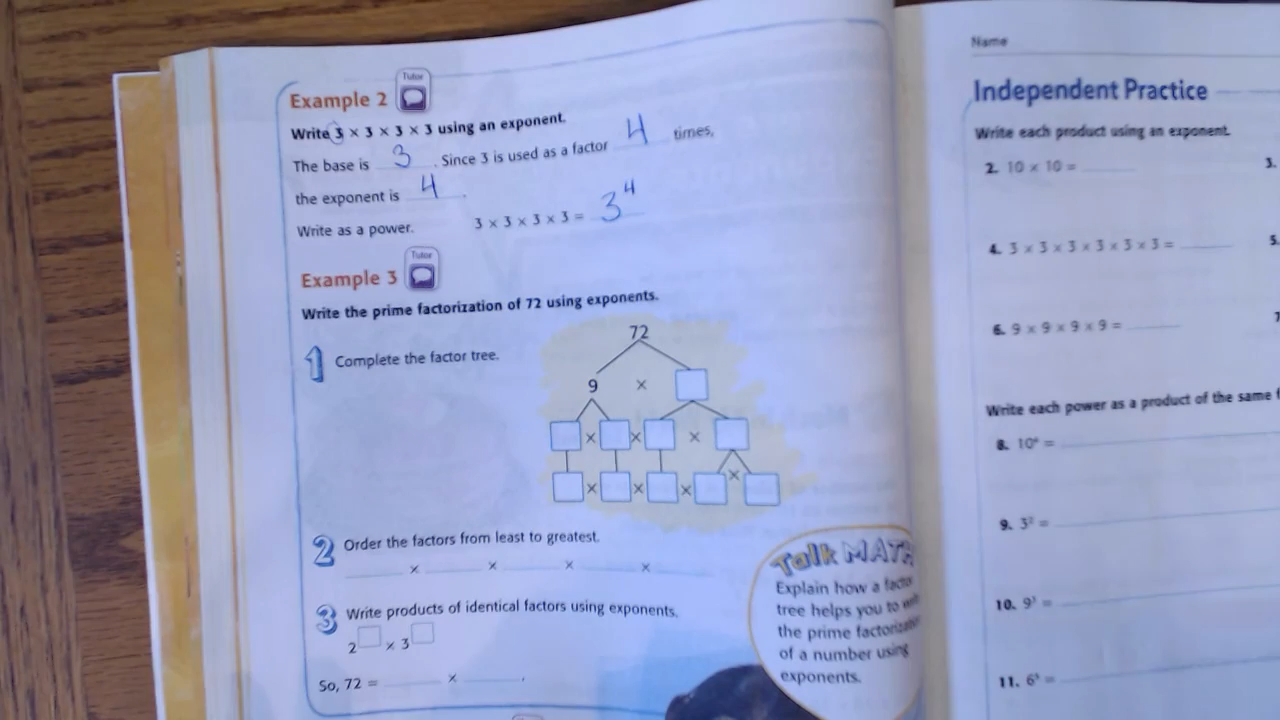 Tutor
Example 2
Write 3 × 3 × 3 × 3 using an exponent.
The base is 3 . Since 3 is used as a factor 4 times,
the exponent is 4 .
Write as a power. 3 × 3 × 3 × 3 = 3⁴
Tutor
Example 3
Write the prime factorization of 72 using exponents.
1 Complete the factor tree.
72
9 ×
× × ×
× × × ×
2 Order the factors from least to greatest.
× × × ×
3 Write products of identical factors using exponents.
2 × 3
So, 72 = × .
Talk MATH
Explain how a
tree helps you to
the prime
of a number using
exponents.
Name
Independent Practice
Write each product using an exponent.
2. 10 × 10 =
3.
4. 3 × 3 × 3 × 3 × 3 × 3 =
5.
6. 9 × 9 × 9 × 9 =
7
Write each power as a product of the same
8.
9. 3² =
10.
11.